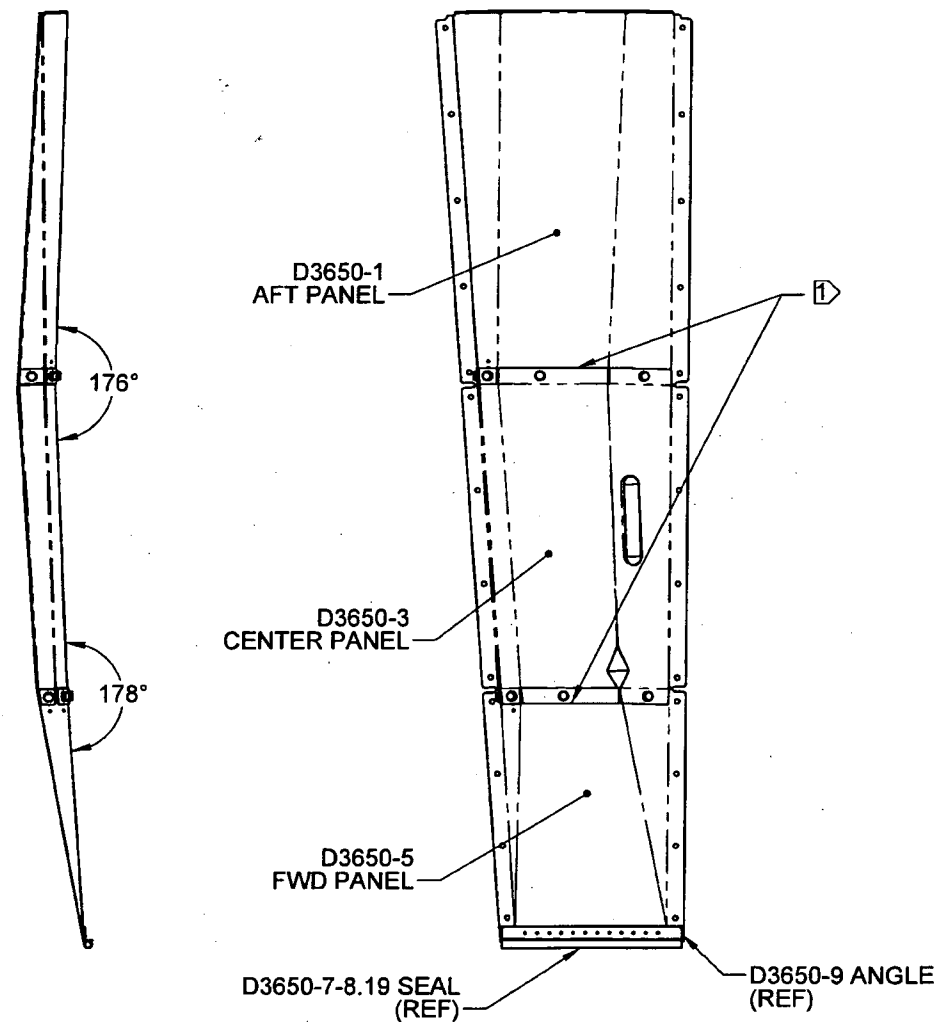 D3650-1
AFT PANEL
1
176°
D3650-3
CENTER PANEL
178°
D3650-5
FWD PANEL
D3650-7-8.19 SEAL
(REF)
D3650-9 ANGLE
(REF)